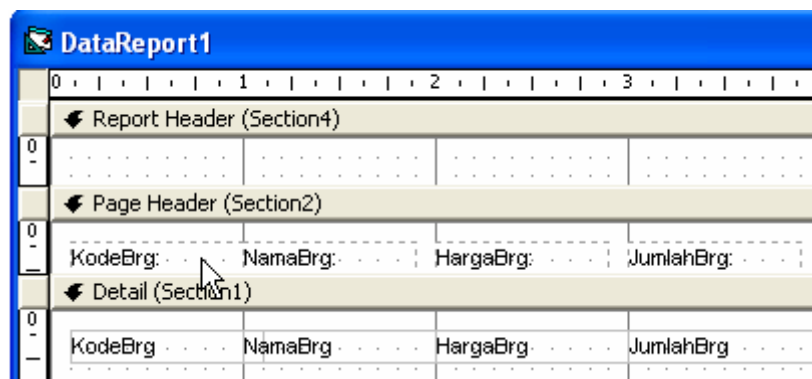 DataReport1
0 1 2 3
Report Header (Section4)
0
Page Header (Section2)
0
KodeBrg: NamaBrg: HargaBrg: JumlahBrg:
Detail (Section1)
0
KodeBrg NamaBrg HargaBrg JumlahBrg